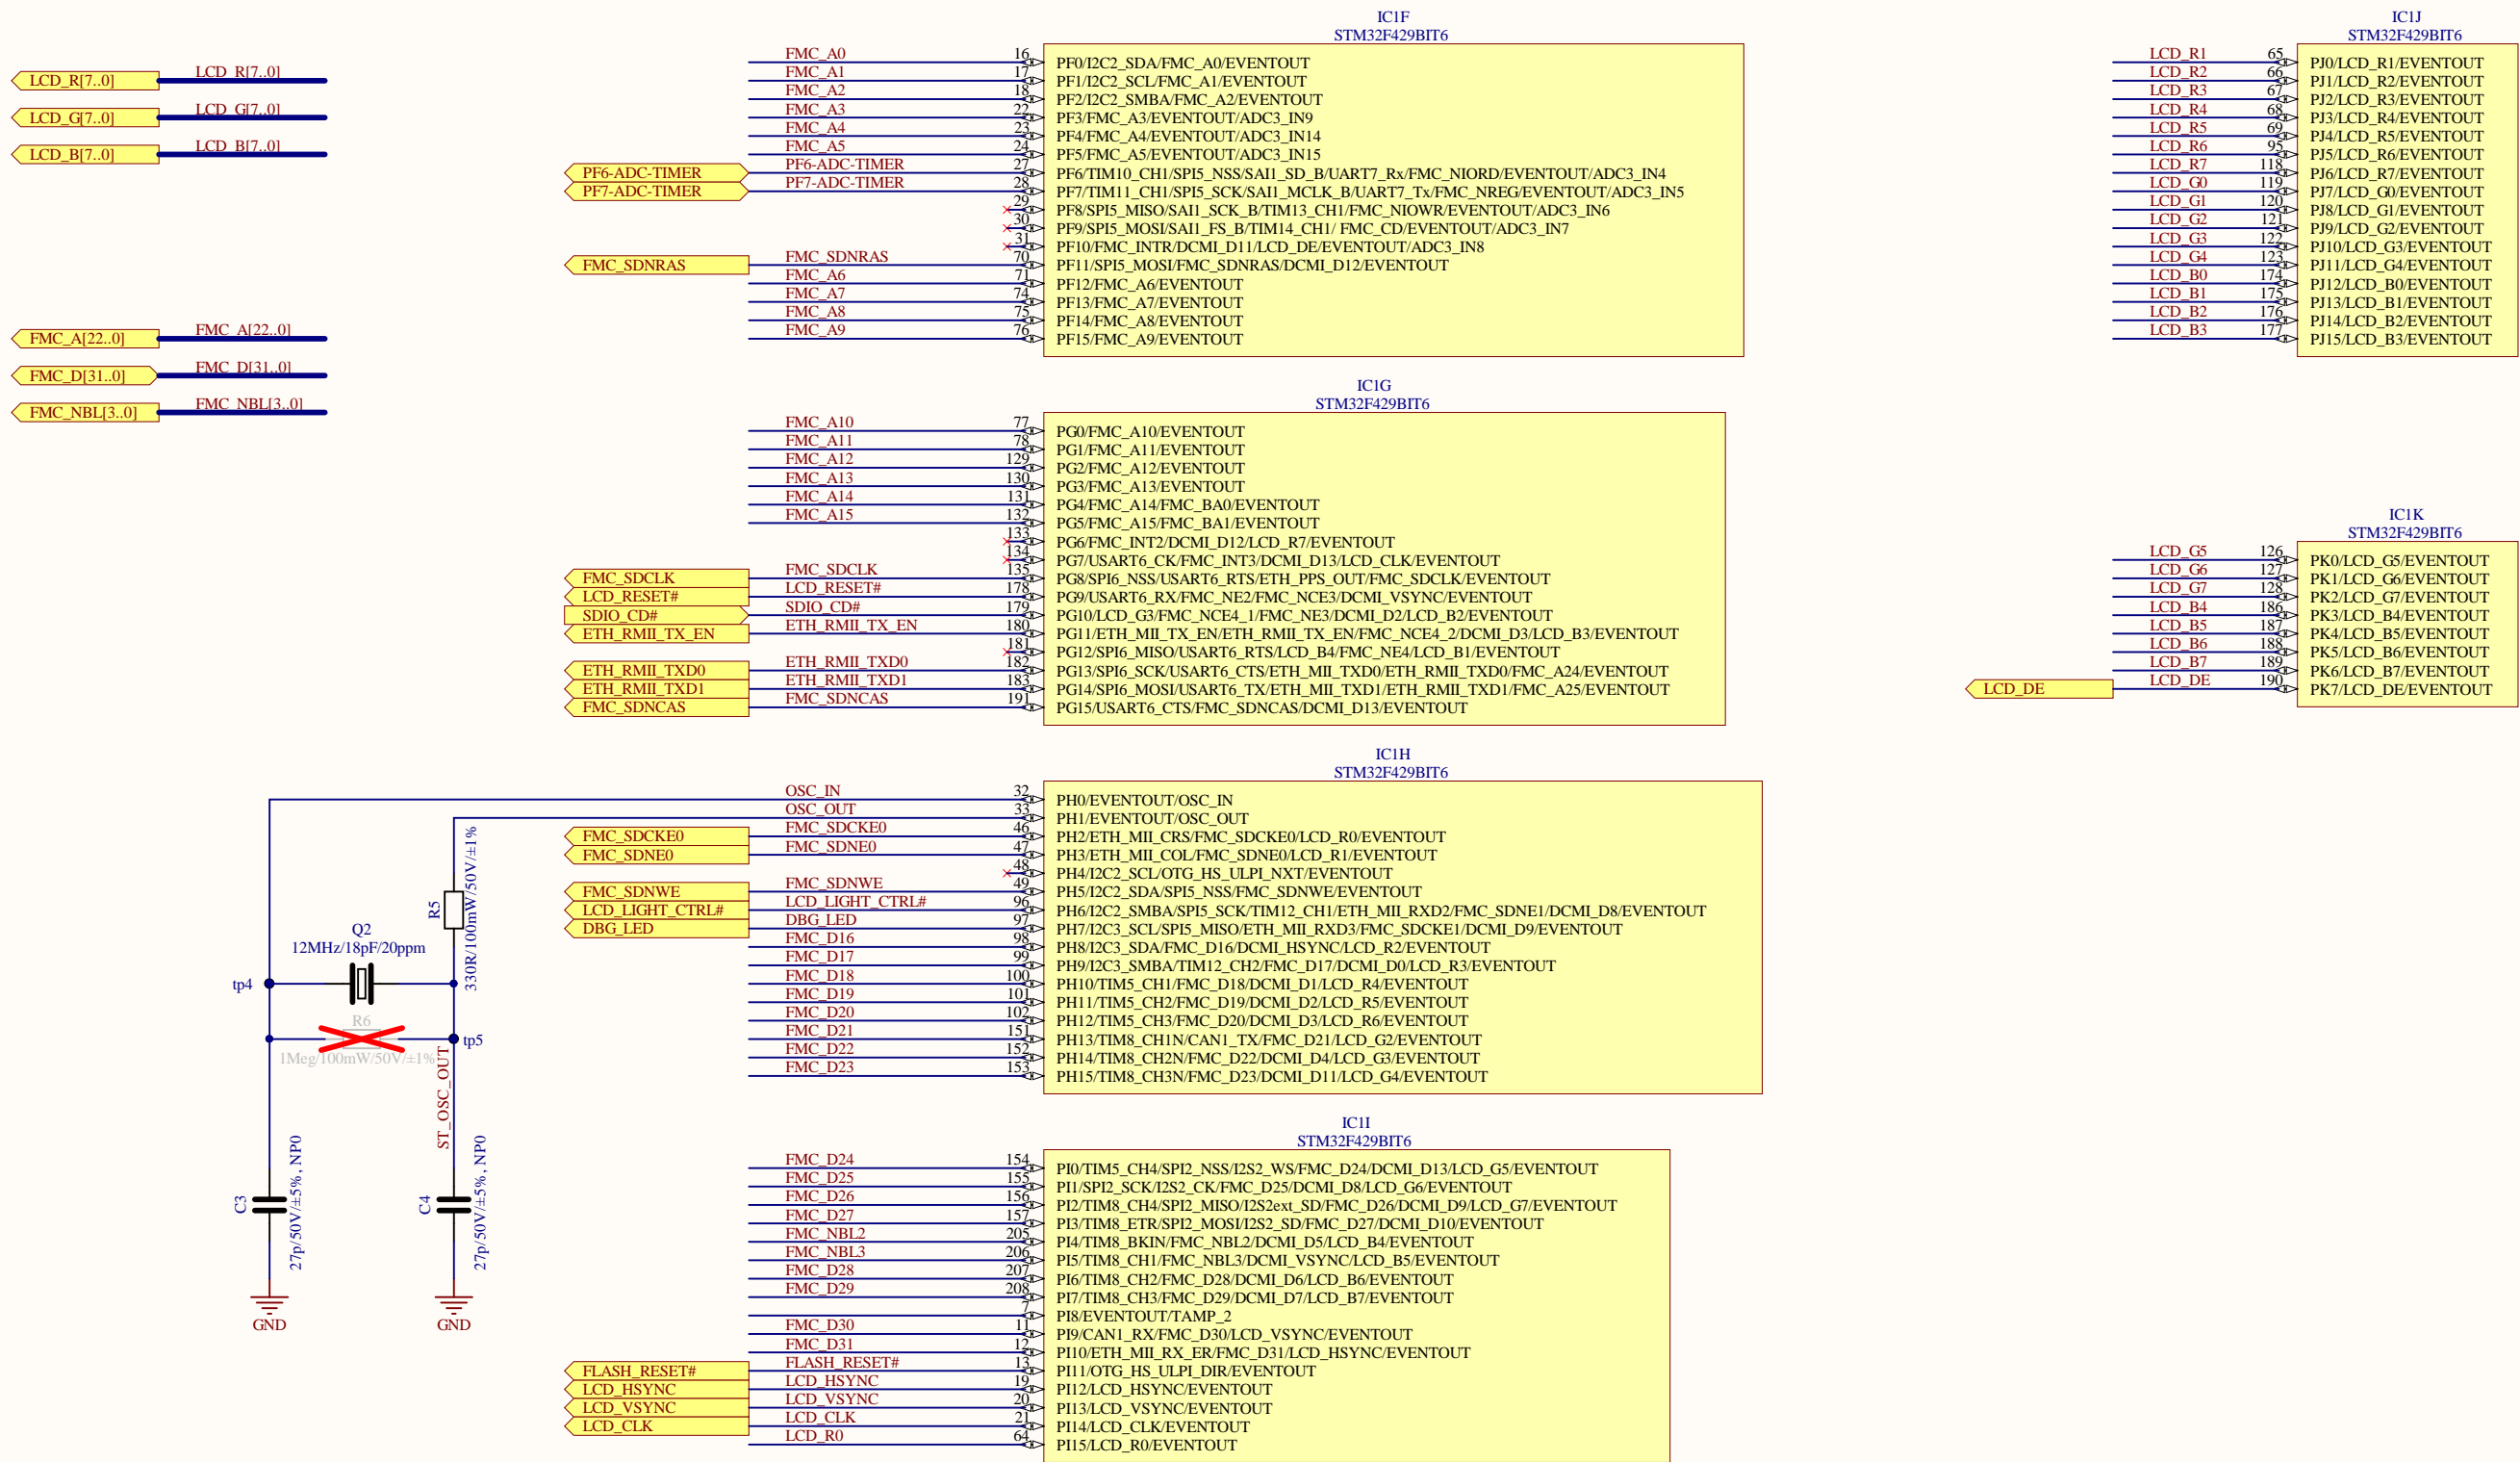 LCD_R[7..0] LCD_R[7..0]
LCD_G[7..0] LCD_G[7..0]
LCD_B[7..0] LCD_B[7..0]
FMC_A[22..0] FMC_A[22..0]
FMC_D[31..0] FMC_D[31..0]
FMC_NBL[3..0] FMC_NBL[3..0]
IC1F
STM32F429BIT6
FMC_A0 16 PF0/I2C2_SDA/FMC_A0/EVENTOUT
FMC_A1 17 PF1/I2C2_SCL/FMC_A1/EVENTOUT
FMC_A2 18 PF2/I2C2_SMBA/FMC_A2/EVENTOUT
FMC_A3 22 PF3/FMC_A3/EVENTOUT/ADC3_IN9
FMC_A4 23 PF4/FMC_A4/EVENTOUT/ADC3_IN14
FMC_A5 24 PF5/FMC_A5/EVENTOUT/ADC3_IN15
PF6-ADC-TIMER PF6-ADC-TIMER 27 PF6/TIM10_CH1/SPI5_NSS/SAI1_SD_B/UART7_Rx/FMC_NIORD/EVENTOUT/ADC3_IN4
PF7-ADC-TIMER PF7-ADC-TIMER 28 PF7/TIM11_CH1/SPI5_SCK/SAI1_MCLK_B/UART7_Tx/FMC_NREG/EVENTOUT/ADC3_IN5
29 PF8/SPI5_MISO/SAI1_SCK_B/TIM13_CH1/FMC_NIOWR/EVENTOUT/ADC3_IN6
30 PF9/SPI5_MOSI/SAI1_FS_B/TIM14_CH1/ FMC_CD/EVENTOUT/ADC3_IN7
31 PF10/FMC_INTR/DCMI_D11/LCD_DE/EVENTOUT/ADC3_IN8
FMC_SDNRAS FMC_SDNRAS 70 PF11/SPI5_MOSI/FMC_SDNRAS/DCMI_D12/EVENTOUT
FMC_A6 71 PF12/FMC_A6/EVENTOUT
FMC_A7 74 PF13/FMC_A7/EVENTOUT
FMC_A8 75 PF14/FMC_A8/EVENTOUT
FMC_A9 76 PF15/FMC_A9/EVENTOUT
IC1J
STM32F429BIT6
LCD_R1 65 PJ0/LCD_R1/EVENTOUT
LCD_R2 66 PJ1/LCD_R2/EVENTOUT
LCD_R3 67 PJ2/LCD_R3/EVENTOUT
LCD_R4 68 PJ3/LCD_R4/EVENTOUT
LCD_R5 69 PJ4/LCD_R5/EVENTOUT
LCD_R6 95 PJ5/LCD_R6/EVENTOUT
LCD_R7 118 PJ6/LCD_R7/EVENTOUT
LCD_G0 119 PJ7/LCD_G0/EVENTOUT
LCD_G1 120 PJ8/LCD_G1/EVENTOUT
LCD_G2 121 PJ9/LCD_G2/EVENTOUT
LCD_G3 122 PJ10/LCD_G3/EVENTOUT
LCD_G4 123 PJ11/LCD_G4/EVENTOUT
LCD_B0 174 PJ12/LCD_B0/EVENTOUT
LCD_B1 175 PJ13/LCD_B1/EVENTOUT
LCD_B2 176 PJ14/LCD_B2/EVENTOUT
LCD_B3 177 PJ15/LCD_B3/EVENTOUT
IC1G
STM32F429BIT6
FMC_A10 77 PG0/FMC_A10/EVENTOUT
FMC_A11 78 PG1/FMC_A11/EVENTOUT
FMC_A12 129 PG2/FMC_A12/EVENTOUT
FMC_A13 130 PG3/FMC_A13/EVENTOUT
FMC_A14 131 PG4/FMC_A14/FMC_BA0/EVENTOUT
FMC_A15 132 PG5/FMC_A15/FMC_BA1/EVENTOUT
133 PG6/FMC_INT2/DCMI_D12/LCD_R7/EVENTOUT
134 PG7/USART6_CK/FMC_INT3/DCMI_D13/LCD_CLK/EVENTOUT
FMC_SDCLK FMC_SDCLK 135 PG8/SPI6_NSS/USART6_RTS/ETH_PPS_OUT/FMC_SDCLK/EVENTOUT
LCD_RESET# LCD_RESET# 178 PG9/USART6_RX/FMC_NE2/FMC_NCE3/DCMI_VSYNC/EVENTOUT
SDIO_CD# SDIO_CD# 179 PG10/LCD_G3/FMC_NCE4_1/FMC_NE3/DCMI_D2/LCD_B2/EVENTOUT
ETH_RMII_TX_EN ETH_RMII_TX_EN 180 PG11/ETH_MII_TX_EN/ETH_RMII_TX_EN/FMC_NCE4_2/DCMI_D3/LCD_B3/EVENTOUT
181 PG12/SPI6_MISO/USART6_RTS/LCD_B4/FMC_NE4/LCD_B1/EVENTOUT
ETH_RMII_TXD0 ETH_RMII_TXD0 182 PG13/SPI6_SCK/USART6_CTS/ETH_MII_TXD0/ETH_RMII_TXD0/FMC_A24/EVENTOUT
ETH_RMII_TXD1 ETH_RMII_TXD1 183 PG14/SPI6_MOSI/USART6_TX/ETH_MII_TXD1/ETH_RMII_TXD1/FMC_A25/EVENTOUT
FMC_SDNCAS FMC_SDNCAS 191 PG15/USART6_CTS/FMC_SDNCAS/DCMI_D13/EVENTOUT
IC1K
STM32F429BIT6
LCD_G5 126 PK0/LCD_G5/EVENTOUT
LCD_G6 127 PK1/LCD_G6/EVENTOUT
LCD_G7 128 PK2/LCD_G7/EVENTOUT
LCD_B4 186 PK3/LCD_B4/EVENTOUT
LCD_B5 187 PK4/LCD_B5/EVENTOUT
LCD_B6 188 PK5/LCD_B6/EVENTOUT
LCD_B7 189 PK6/LCD_B7/EVENTOUT
LCD_DE LCD_DE 190 PK7/LCD_DE/EVENTOUT
IC1H
STM32F429BIT6
OSC_IN 32 PH0/EVENTOUT/OSC_IN
OSC_OUT 33 PH1/EVENTOUT/OSC_OUT
FMC_SDCKE0 FMC_SDCKE0 46 PH2/ETH_MII_CRS/FMC_SDCKE0/LCD_R0/EVENTOUT
FMC_SDNE0 FMC_SDNE0 47 PH3/ETH_MII_COL/FMC_SDNE0/LCD_R1/EVENTOUT
48 PH4/I2C2_SCL/OTG_HS_ULPI_NXT/EVENTOUT
FMC_SDNWE FMC_SDNWE 49 PH5/I2C2_SDA/SPI5_NSS/FMC_SDNWE/EVENTOUT
LCD_LIGHT_CTRL# LCD_LIGHT_CTRL# 96 PH6/I2C2_SMBA/SPI5_SCK/TIM12_CH1/ETH_MII_RXD2/FMC_SDNE1/DCMI_D8/EVENTOUT
DBG_LED DBG_LED 97 PH7/I2C3_SCL/SPI5_MISO/ETH_MII_RXD3/FMC_SDCKE1/DCMI_D9/EVENTOUT
FMC_D16 98 PH8/I2C3_SDA/FMC_D16/DCMI_HSYNC/LCD_R2/EVENTOUT
FMC_D17 99 PH9/I2C3_SMBA/TIM12_CH2/FMC_D17/DCMI_D0/LCD_R3/EVENTOUT
FMC_D18 100 PH10/TIM5_CH1/FMC_D18/DCMI_D1/LCD_R4/EVENTOUT
FMC_D19 101 PH11/TIM5_CH2/FMC_D19/DCMI_D2/LCD_R5/EVENTOUT
FMC_D20 102 PH12/TIM5_CH3/FMC_D20/DCMI_D3/LCD_R6/EVENTOUT
FMC_D21 151 PH13/TIM8_CH1N/CAN1_TX/FMC_D21/LCD_G2/EVENTOUT
FMC_D22 152 PH14/TIM8_CH2N/FMC_D22/DCMI_D4/LCD_G3/EVENTOUT
FMC_D23 153 PH15/TIM8_CH3N/FMC_D23/DCMI_D11/LCD_G4/EVENTOUT
R5
330R/100mW/50V/±1%
Q2
12MHz/18pF/20ppm
tp4
R6
tp5
1Meg/100mW/50V/±1%
ST_OSC_OUT
C3
27p/50V/±5%, NP0
C4
27p/50V/±5%, NP0
GND GND
IC1I
STM32F429BIT6
FMC_D24 154 PI0/TIM5_CH4/SPI2_NSS/I2S2_WS/FMC_D24/DCMI_D13/LCD_G5/EVENTOUT
FMC_D25 155 PI1/SPI2_SCK/I2S2_CK/FMC_D25/DCMI_D8/LCD_G6/EVENTOUT
FMC_D26 156 PI2/TIM8_CH4/SPI2_MISO/I2S2ext_SD/FMC_D26/DCMI_D9/LCD_G7/EVENTOUT
FMC_D27 157 PI3/TIM8_ETR/SPI2_MOSI/I2S2_SD/FMC_D27/DCMI_D10/EVENTOUT
FMC_NBL2 205 PI4/TIM8_BKIN/FMC_NBL2/DCMI_D5/LCD_B4/EVENTOUT
FMC_NBL3 206 PI5/TIM8_CH1/FMC_NBL3/DCMI_VSYNC/LCD_B5/EVENTOUT
FMC_D28 207 PI6/TIM8_CH2/FMC_D28/DCMI_D6/LCD_B6/EVENTOUT
FMC_D29 208 PI7/TIM8_CH3/FMC_D29/DCMI_D7/LCD_B7/EVENTOUT
7 PI8/EVENTOUT/TAMP_2
FMC_D30 11 PI9/CAN1_RX/FMC_D30/LCD_VSYNC/EVENTOUT
FMC_D31 12 PI10/ETH_MII_RX_ER/FMC_D31/LCD_HSYNC/EVENTOUT
FLASH_RESET# FLASH_RESET# 13 PI11/OTG_HS_ULPI_DIR/EVENTOUT
LCD_HSYNC LCD_HSYNC 19 PI12/LCD_HSYNC/EVENTOUT
LCD_VSYNC LCD_VSYNC 20 PI13/LCD_VSYNC/EVENTOUT
LCD_CLK LCD_CLK 21 PI14/LCD_CLK/EVENTOUT
LCD_R0 64 PI15/LCD_R0/EVENTOUT